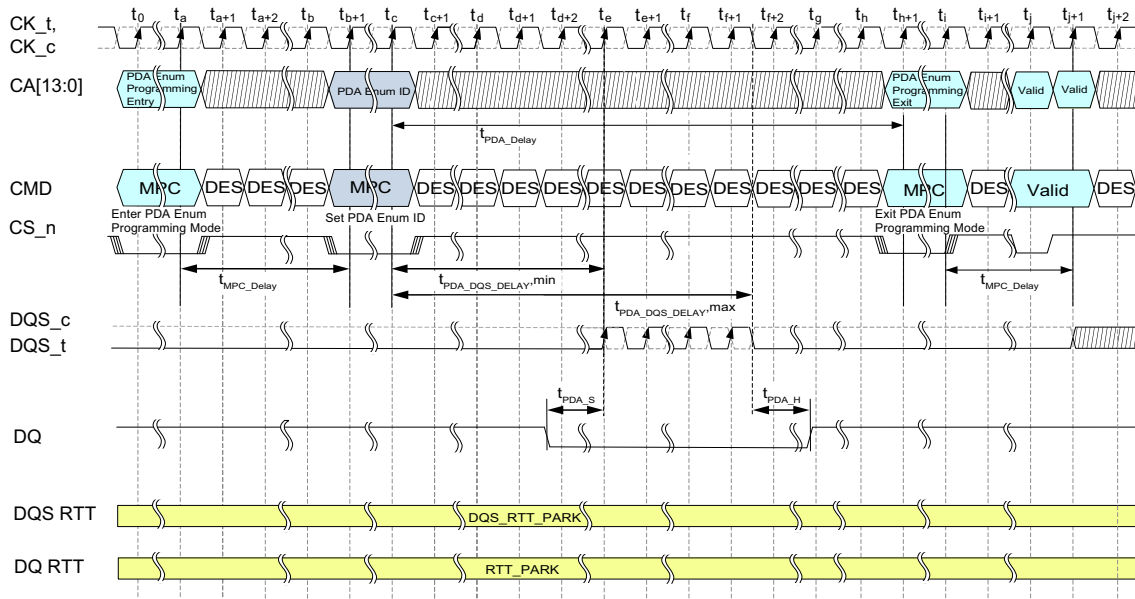 t0 ta ta+1 ta+2 tb tb+1 tc tc+1 td td+1 td+2 te te+1 tf tf+1 tf+2 tg th th+1 ti ti+1 tj tj+1 tj+2
CK_t,
CK_c
CA[13:0]
PDA Enum
Programming
Entry
PDA Enum ID
PDA Enum
Programming
Exit
Valid
Valid
tPDA_Delay
CMD
MPC DES DES DES MPC DES DES DES DES DES DES DES DES DES DES DES MPC DES Valid DES
Enter PDA Enum
Programming Mode
Set PDA Enum ID
Exit PDA Enum
Programming Mode
CS_n
tMPC_Delay
tPDA_DQS_DELAY,min
tMPC_Delay
tPDA_DQS_DELAY,max
DQS_c
DQS_t
tPDA_S
tPDA_H
DQ
DQS RTT
DQS_RTT_PARK
DQ RTT
RTT_PARK